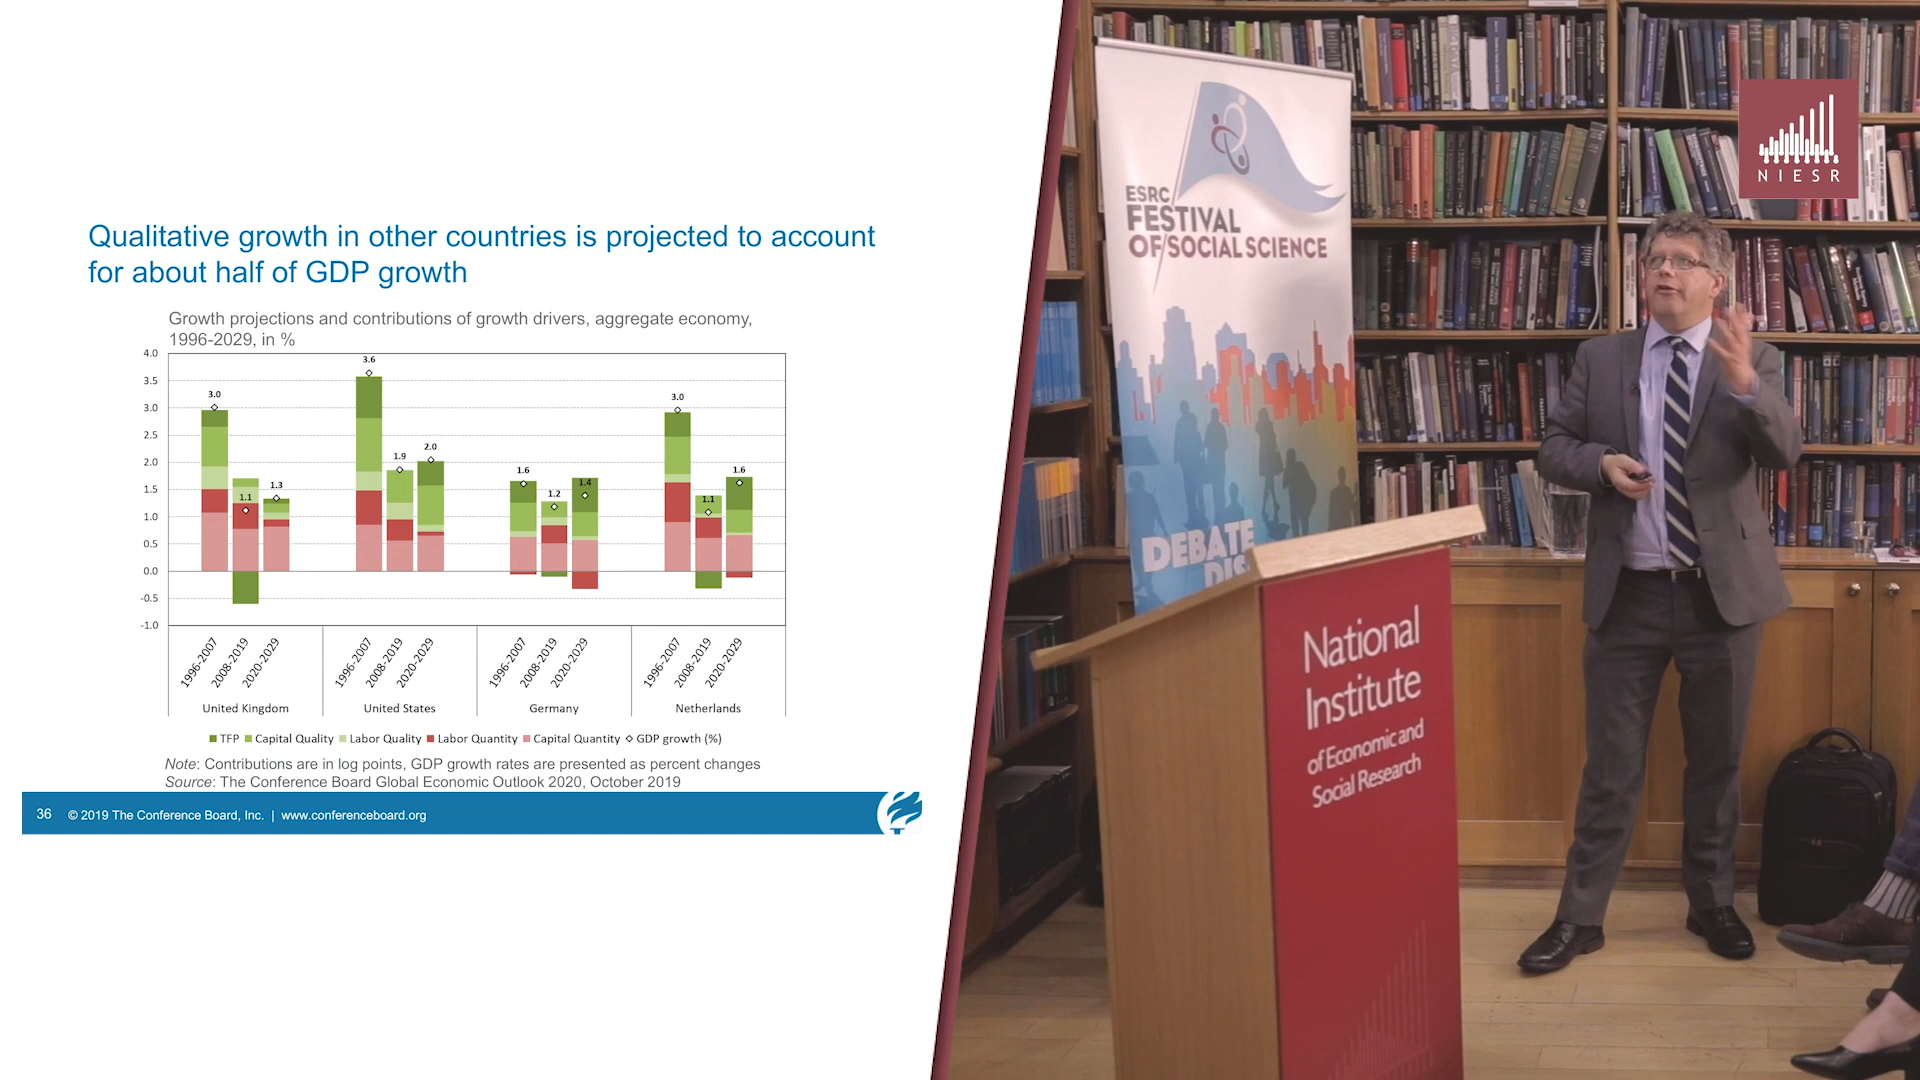 Qualitative growth in other countries is projected to account
for about half of GDP growth
Growth projections and contributions of growth drivers, aggregate economy,
1996-2029, in %
4.0
3.5
3.0
2.5
2.0
1.5
1.0
0.5
0.0
-0.5
-1.0
3.0
1.1
1.3
3.6
1.9
2.0
1.6
1.2
1.4
3.0
1.1
1.6
1996-2007
2008-2019
2020-2029
1996-2007
2008-2019
2020-2029
1996-2007
2008-2019
2020-2029
1996-2007
2008-2019
2020-2029
United Kingdom
United States
Germany
Netherlands
TFP Capital Quality Labor Quality Labor Quantity Capital Quantity GDP growth (%)
Note: Contributions are in log points, GDP growth rates are presented as percent changes
Source: The Conference Board Global Economic Outlook 2020, October 2019
36 © 2019 The Conference Board, Inc. | www.conferenceboard.org
ESRC
FESTIVAL
OF SOCIAL SCIENCE
DEBATE
DIS
NIESR
National
Institute
of Economic and
Social Research